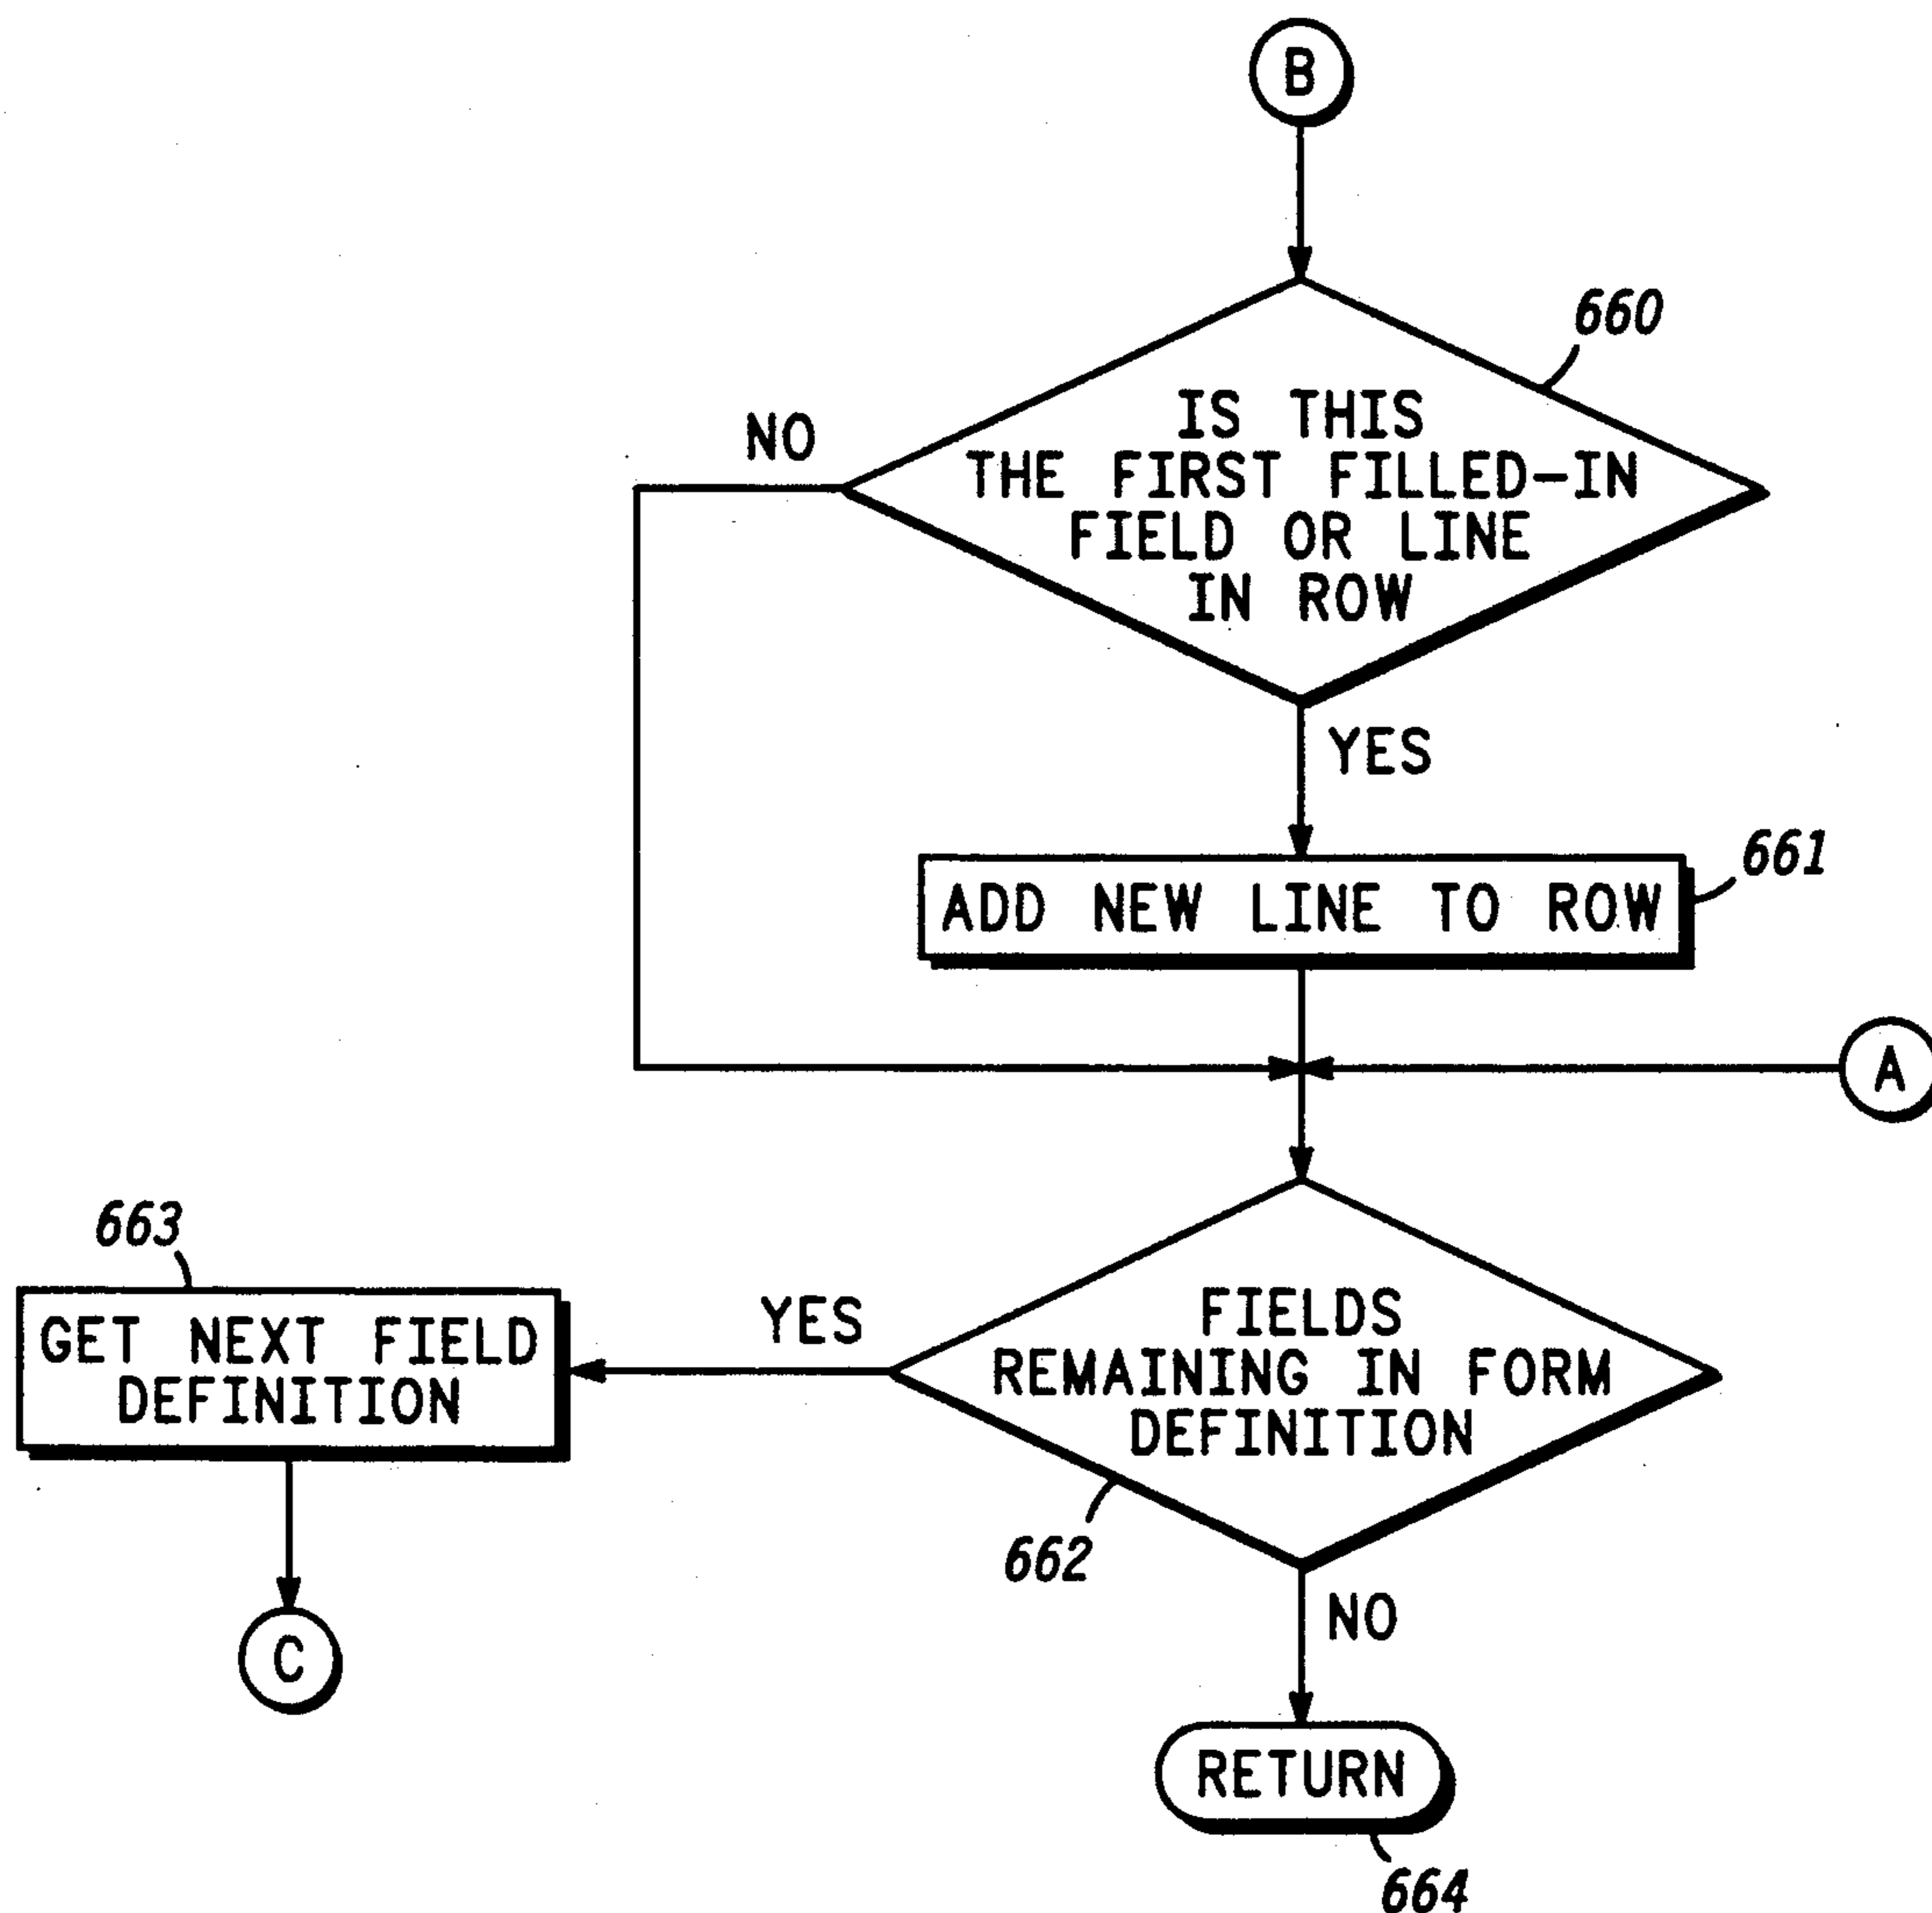 B
660
IS THIS
THE FIRST FILLED-IN
FIELD OR LINE
IN ROW
NO
YES
661
ADD NEW LINE TO ROW
A
663
GET NEXT FIELD
DEFINITION
YES
FIELDS
REMAINING IN FORM
DEFINITION
662
NO
C
RETURN
664